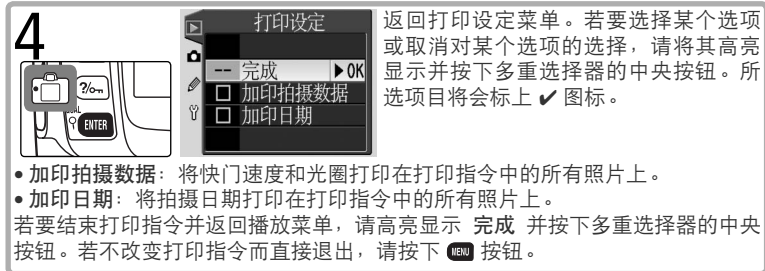 4
打印设定
-- 完成 ▶OK
加印拍摄数据
加印日期
?/⊶
QUAL
ENTER
返回打印设定菜单。若要选择某个选项
或取消对某个选项的选择，请将其高亮
显示并按下多重选择器的中央按钮。所
选项目将会标上 ✔ 图标。
• 加印拍摄数据：将快门速度和光圈打印在打印指令中的所有照片上。
• 加印日期：将拍摄日期打印在打印指令中的所有照片上。
若要结束打印指令并返回播放菜单，请高亮显示 完成 并按下多重选择器的中央
按钮。若不改变打印指令而直接退出，请按下 MENU 按钮。